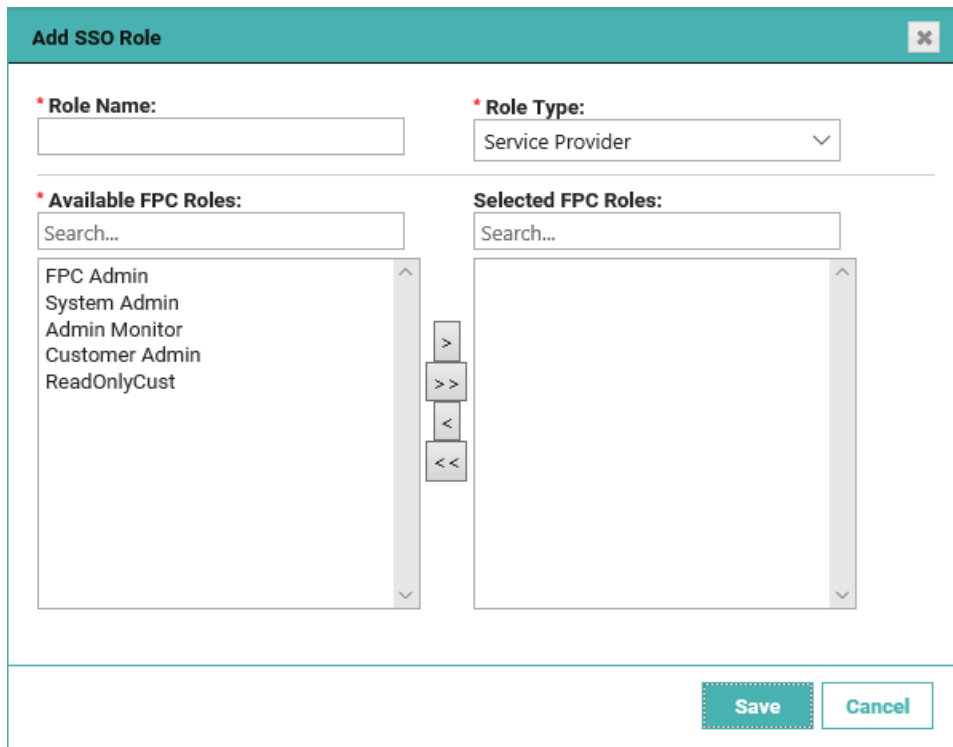 Add SSO Role
* Role Name:
* Role Type:
Service Provider
* Available FPC Roles:
Selected FPC Roles:
Search...
Search...
FPC Admin
System Admin
Admin Monitor
Customer Admin
ReadOnlyCust
>
>>
<
<<
Save
Cancel